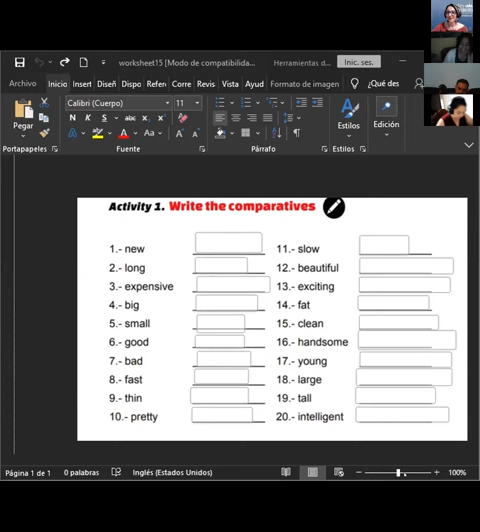 worksheet15 [Modo de compatibilida...
Herramientas d...
Inic. ses.
Archivo Inicio Insert Diseñ Dispo Refer Corre Revis Vista Ayud Formato de imagen ¿Qué des
Calibri (Cuerpo) 11
Pegar
N K S abc x₂ x²
A A Aa A A
Estilos Edición
Portapapeles Fuente Párrafo Estilos
Activity 1. Write the comparatives
1.- new
2.- long
3.- expensive
4.- big
5.- small
6.- good
7.- bad
8.- fast
9.- thin
10.- pretty
11.- slow
12.- beautiful
13.- exciting
14.- fat
15.- clean
16.- handsome
17.- young
18.- large
19.- tall
20.- intelligent
Página 1 de 1 0 palabras Inglés (Estados Unidos) 100%